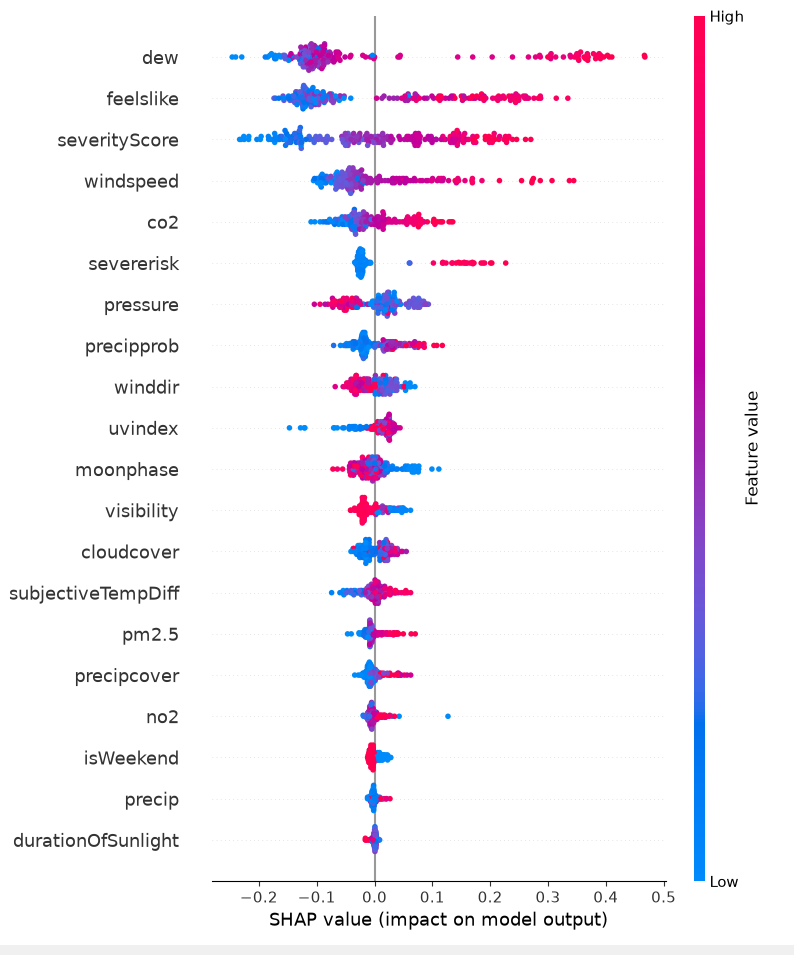 High
dew
feelslike
severityScore
windspeed
co2
severerisk
pressure
precipprob
winddir
uvindex
moonphase
visibility
cloudcover
subjectiveTempDiff
pm2.5
precipcover
no2
isWeekend
precip
durationOfSunlight
Feature value
Low
−0.2 −0.1 0.0 0.1 0.2 0.3 0.4 0.5
SHAP value (impact on model output)